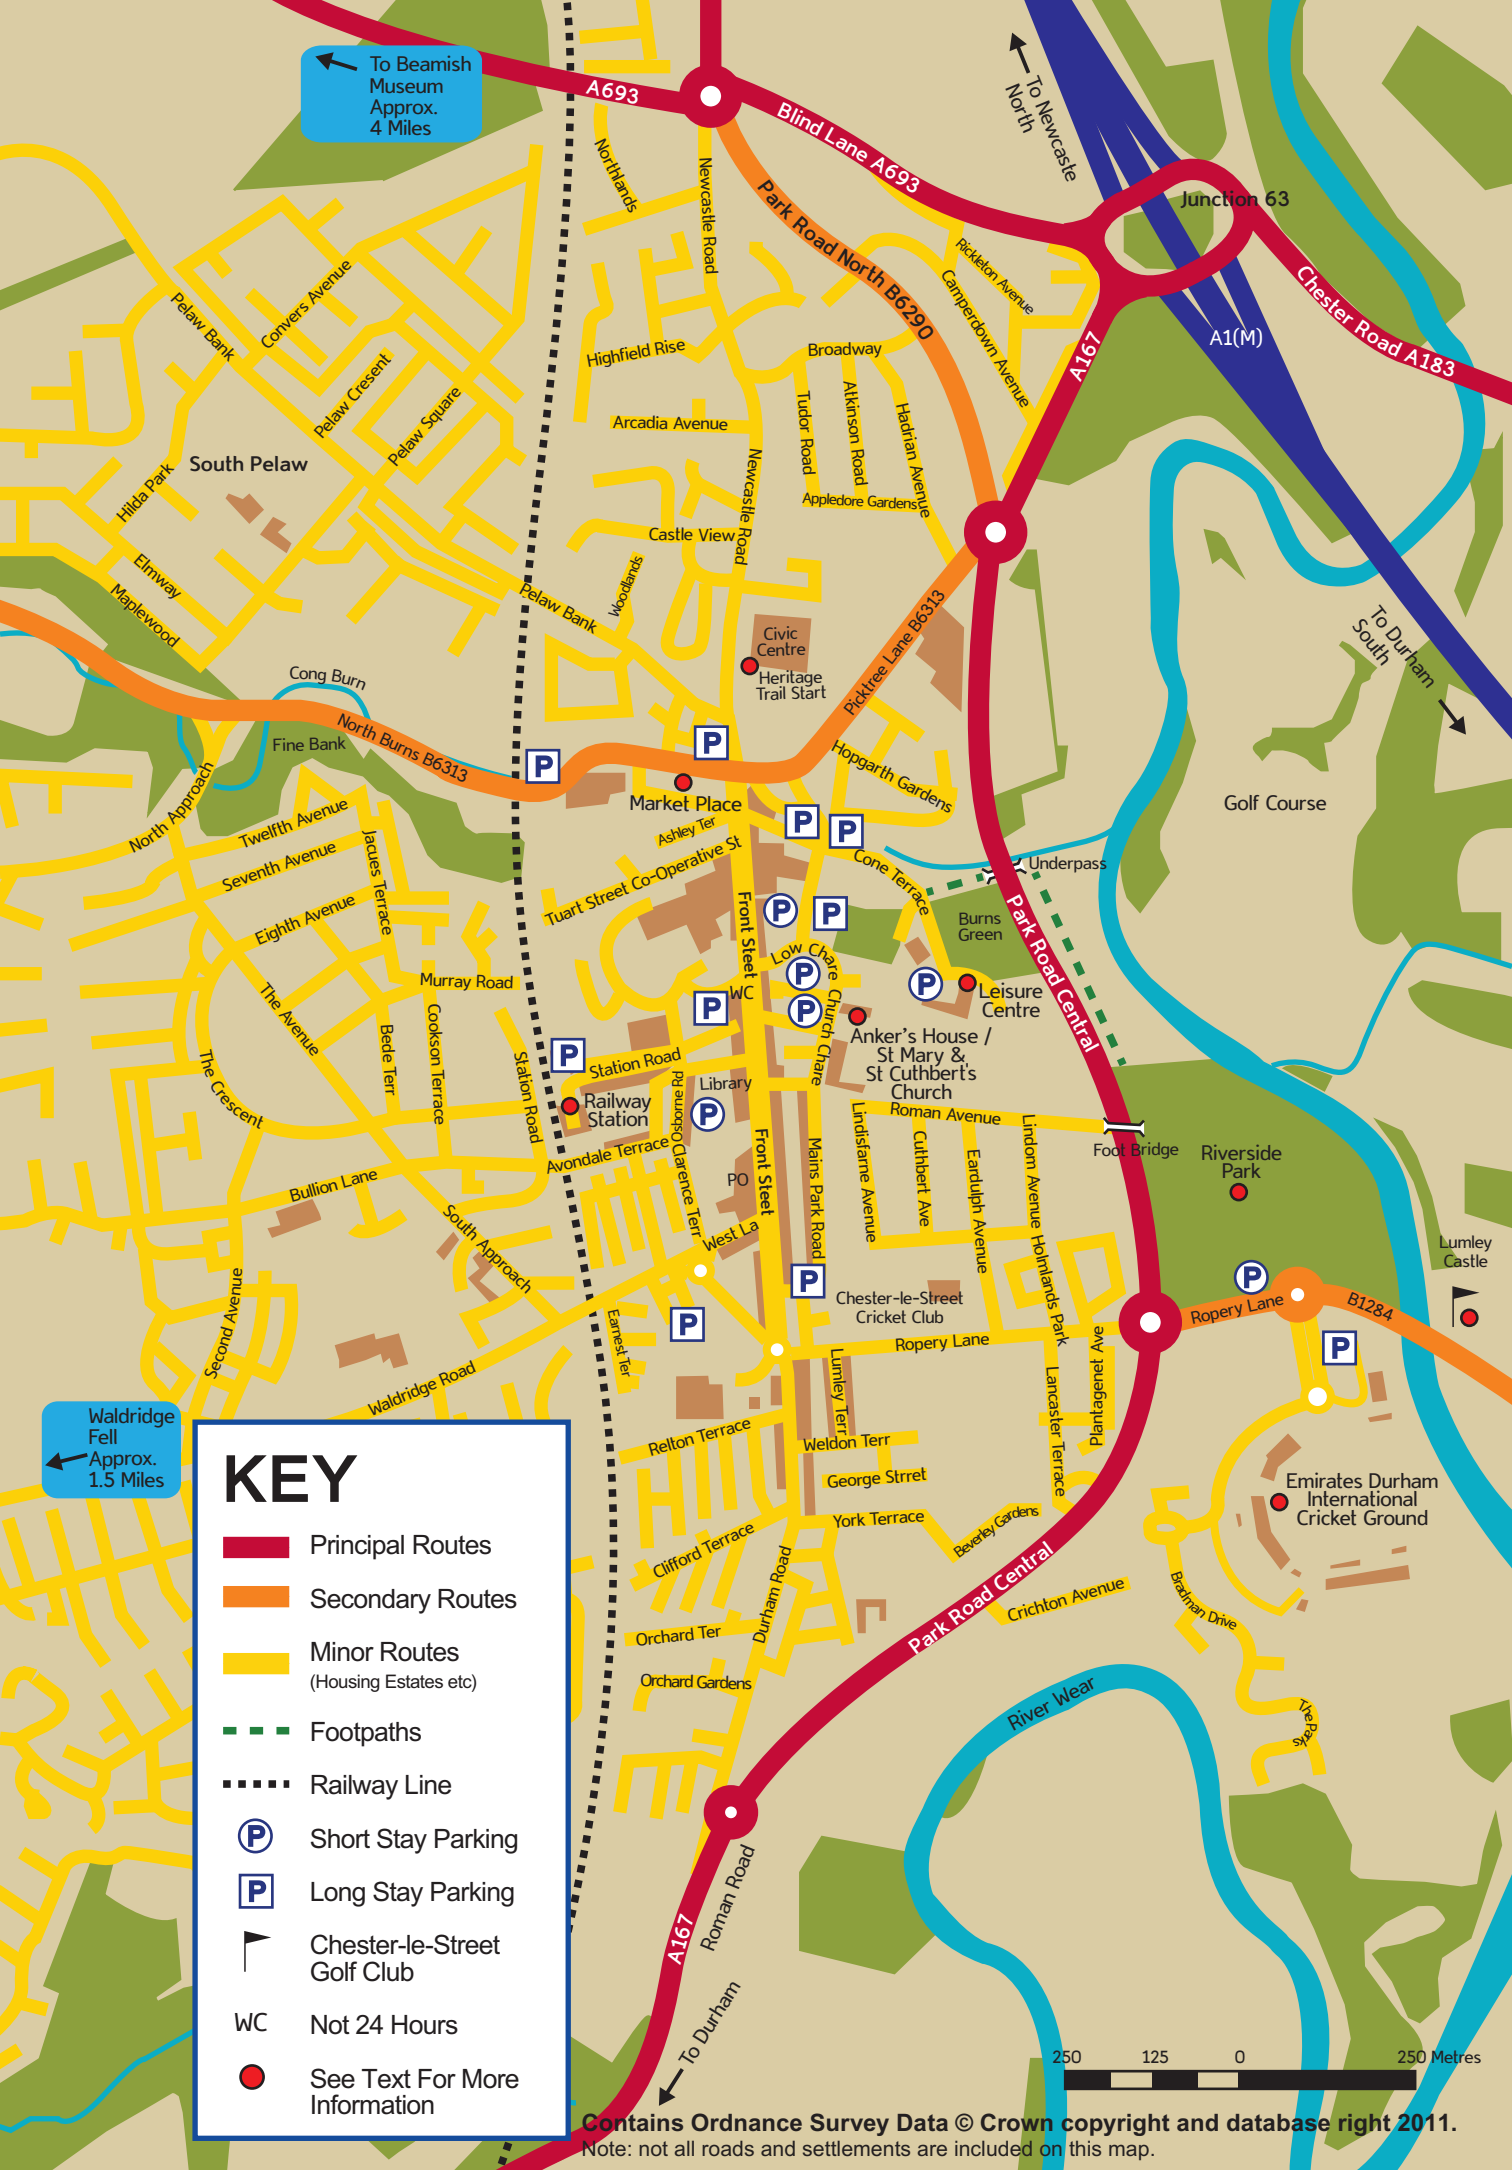 To Beamish
Museum
Approx.
4 Miles
A693
Blind Lane A693
To Newcaste
North
Junction 63
Northlands
Newcastle Road
Park Road North B6290
Rickleton Avenue
Camperdown Avenue
A167
A1(M)
Chester Road A183
Pelaw Bank
Convers Avenue
Pelaw Cresent
Pelaw Square
Highfield Rise
Broadway
Arcadia Avenue
Tudor Road
Atkinson Road
Hadrian Avenue
Appledore Gardens
South Pelaw
Hilda Park
Newcastle Road
Castle View
Elmway
Maplewood
Woodlands
Pelaw Bank
Civic
Centre
Heritage
Trail Start
Picktree Lane B6313
To Durham
South
Cong Burn
Fine Bank
North Burns B6313
P
P
Hopgarth Gardens
Golf Course
Market Place
North Approach
Twelfth Avenue
Seventh Avenue
Eighth Avenue
Jacues Terrace
Ashley Ter
Tuart Street Co-Operative St
P
P
Cone Terrace
Underpass
Front Street
P
P
Burns
Green
Park Road Central
Low Chare
P
P
Leisure
Centre
Murray Road
WC
P
P
Church Chare
Anker's House /
St Mary &
St Cuthbert's
Church
The Avenue
Bede Terr
Cookson Terrace
Station Road
P
Station Road
The Crescent
Railway
Station
Osborne Rd
Library
P
Roman Avenue
Foot Bridge
Riverside
Park
Avondale Terrace
Clarence Terr
Front Street
PO
Mains Park Road
Lindisfarne Avenue
Cuthbert Ave
Eardulph Avenue
Lindom Avenue
Holmlands Park
Bullion Lane
South Approach
West La
P
Lumley
Castle
P
Second Avenue
Earnest Ter
P
Chester-le-Street
Cricket Club
Ropery Lane
Ropery Lane
B1284
P
Waldridge Road
Lumley Terr
Lancaster Terrace
Plantagenet Ave
Waldridge
Fell
Approx.
1.5 Miles
Relton Terrace
Weldon Terr
George Strret
York Terrace
Beverley Gardens
Emirates Durham
International
Cricket Ground
Clifford Terrace
Durham Road
Park Road Central
Crichton Avenue
Bradman Drive
Orchard Ter
Orchard Gardens
River Wear
The Parks
A167
Roman Road
To Durham
KEY
Principal Routes
Secondary Routes
Minor Routes
(Housing Estates etc)
Footpaths
Railway Line
P Short Stay Parking
P Long Stay Parking
Chester-le-Street
Golf Club
WC Not 24 Hours
See Text For More
Information
250 125 0 250 Metres
Contains Ordnance Survey Data © Crown copyright and database right 2011.
Note: not all roads and settlements are included on this map.